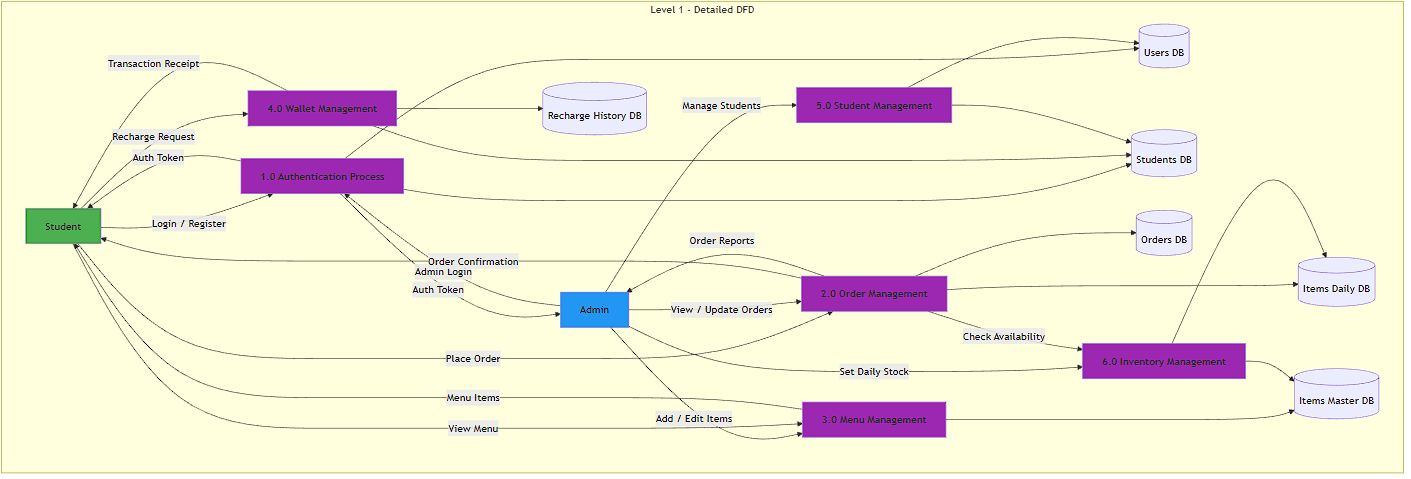 Level 1 - Detailed DFD
Users DB
Transaction Receipt
4.0 Wallet Management
Recharge History DB
Manage Students
5.0 Student Management
Recharge Request
Auth Token
Students DB
1.0 Authentication Process
Student
Login / Register
Order Reports
Orders DB
Order Confirmation
Admin Login
Auth Token
Items Daily DB
2.0 Order Management
Admin
View / Update Orders
Check Availability
Place Order
6.0 Inventory Management
Set Daily Stock
Menu Items
Items Master DB
Add / Edit Items
3.0 Menu Management
View Menu